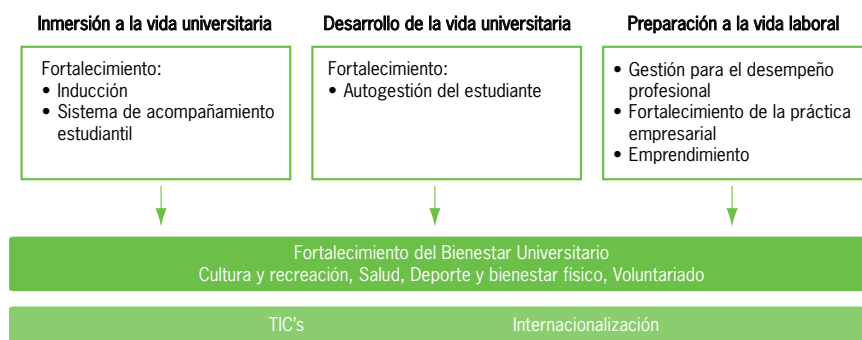 Inmersión a la vida universitaria
Fortalecimiento:
• Inducción
• Sistema de acompañamiento
estudiantil
Desarrollo de la vida universitaria
Fortalecimiento:
• Autogestión del estudiante
Preparación a la vida laboral
• Gestión para el desempeño
profesional
• Fortalecimiento de la práctica
empresarial
• Emprendimiento
Fortalecimiento del Bienestar Universitario
Cultura y recreación, Salud, Deporte y bienestar físico, Voluntariado
TIC's Internacionalización